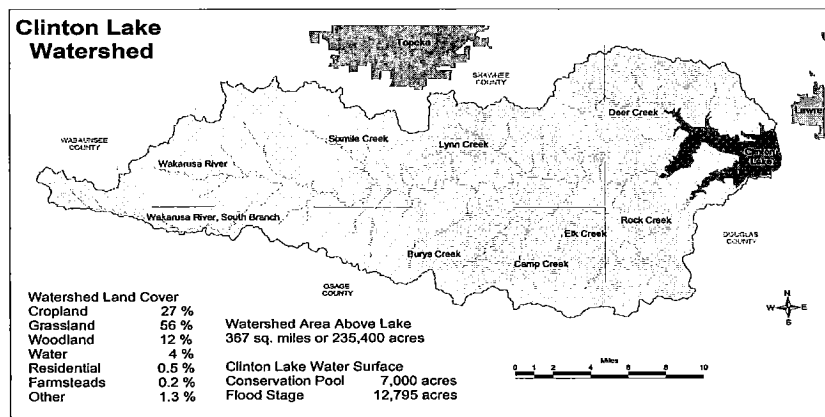 Clinton Lake
Watershed
Topeka
SHAWNEE
COUNTY
WABAUNSEE
COUNTY
Deer Creek
Sixmile Creek
Lynn Creek
Wakarusa River
Clinton
Lake
Wakarusa River, South Branch
Rock Creek
Elk Creek
DOUGLAS
COUNTY
Burys Creek
Camp Creek
OSAGE
COUNTY
N
W E
S
Watershed Land Cover
Cropland 27 %
Grassland 56 %
Woodland 12 %
Water 4 %
Residential 0.5 %
Farmsteads 0.2 %
Other 1.3 %
Watershed Area Above Lake
367 sq. miles or 235,400 acres
Clinton Lake Water Surface
Conservation Pool 7,000 acres
Flood Stage 12,795 acres
Miles
0 1 2 4 6 8 10